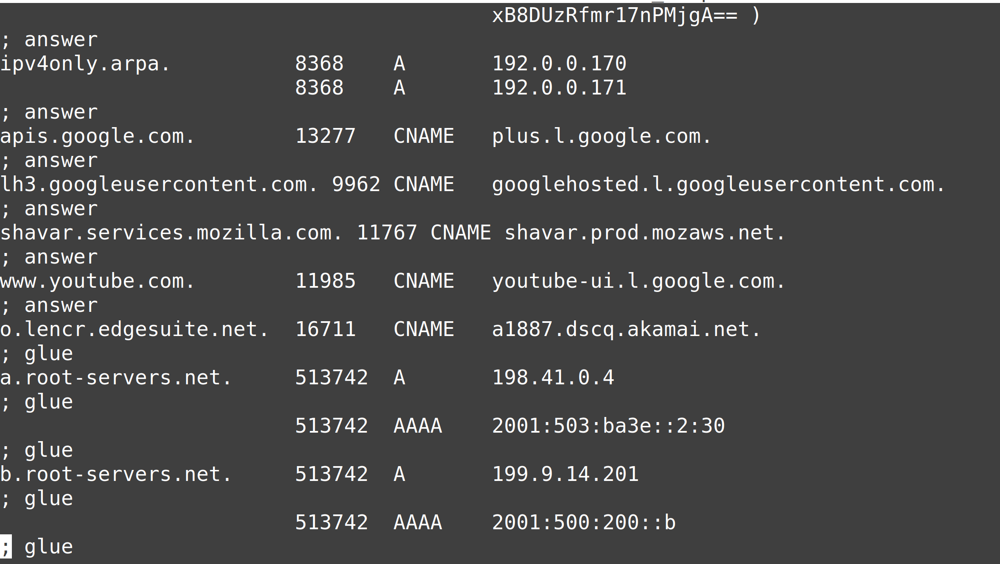 xB8DUzRfmr17nPMjgA== )
; answer
ipv4only.arpa. 8368 A 192.0.0.170
8368 A 192.0.0.171
; answer
apis.google.com. 13277 CNAME plus.l.google.com.
; answer
lh3.googleusercontent.com. 9962 CNAME googlehosted.l.googleusercontent.com.
; answer
shavar.services.mozilla.com. 11767 CNAME shavar.prod.mozaws.net.
; answer
www.youtube.com. 11985 CNAME youtube-ui.l.google.com.
; answer
o.lencr.edgesuite.net. 16711 CNAME a1887.dscq.akamai.net.
; glue
a.root-servers.net. 513742 A 198.41.0.4
; glue
513742 AAAA 2001:503:ba3e::2:30
; glue
b.root-servers.net. 513742 A 199.9.14.201
; glue
513742 AAAA 2001:500:200::b
; glue